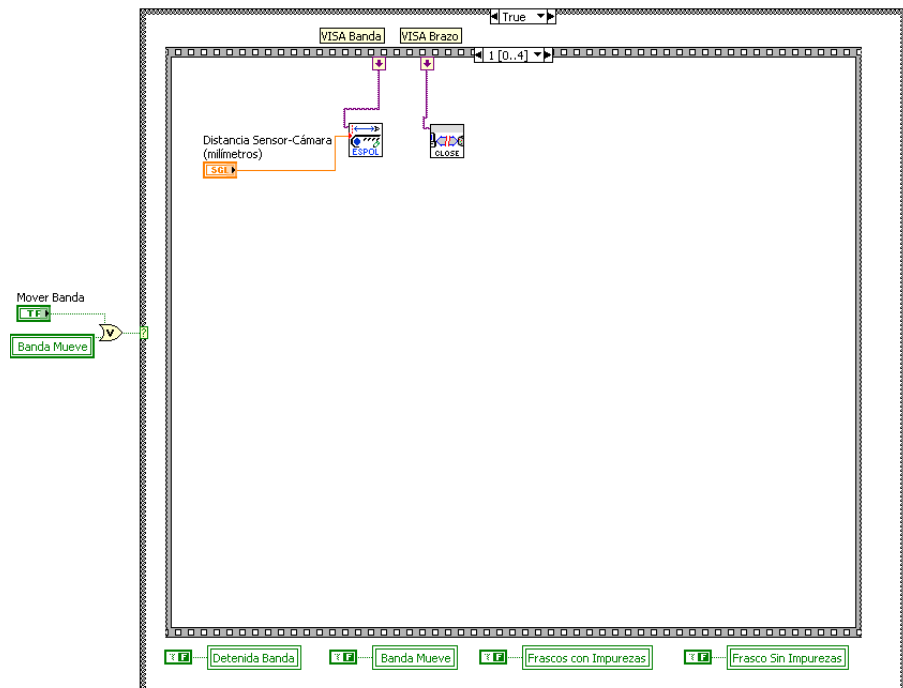 True
VISA Banda
VISA Brazo
1 [0..4]
Distancia Sensor-Cámara
(milímetros)
SGL
ESPOL
CLOSE
Mover Banda
TF
V
Banda Mueve
?
F
Detenida Banda
F
Banda Mueve
F
Frascos con Impurezas
F
Frasco Sin Impurezas